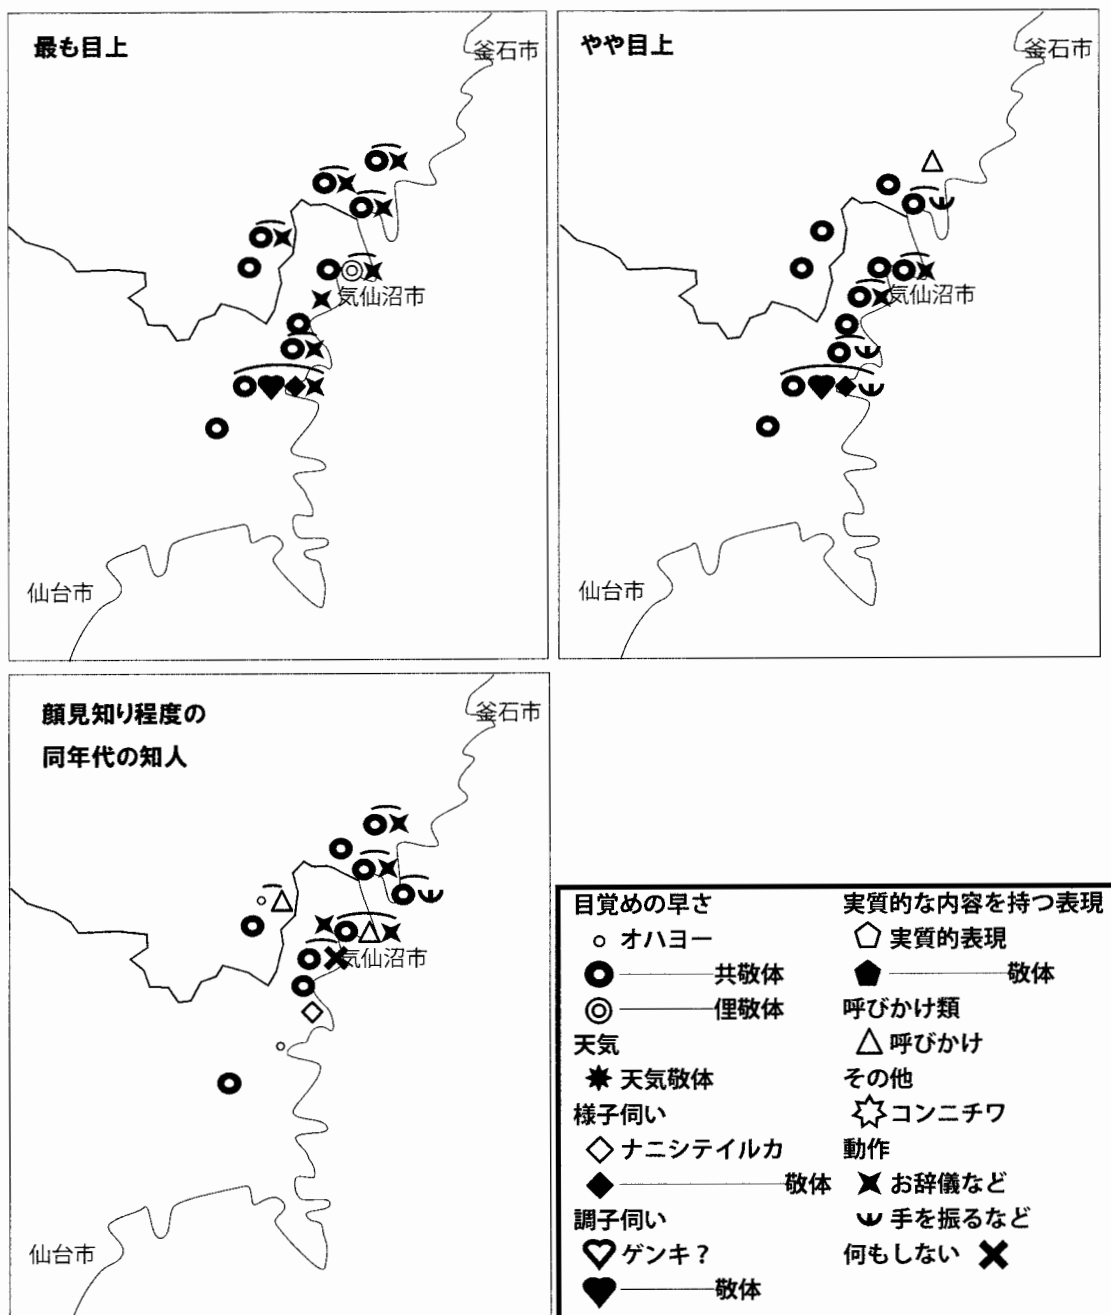 最も目上
釜石市
気仙沼市
仙台市
やや目上
釜石市
気仙沼市
仙台市
顔見知り程度の
同年代の知人
釜石市
気仙沼市
仙台市
目覚めの早さ
オハヨー
共敬体
俚敬体
天気
天気敬体
様子伺い
ナニシテイルカ
敬体
調子伺い
ゲンキ?
敬体
実質的な内容を持つ表現
実質的表現
敬体
呼びかけ類
呼びかけ
その他
コンニチワ
動作
お辞儀など
手を振るなど
何もしない